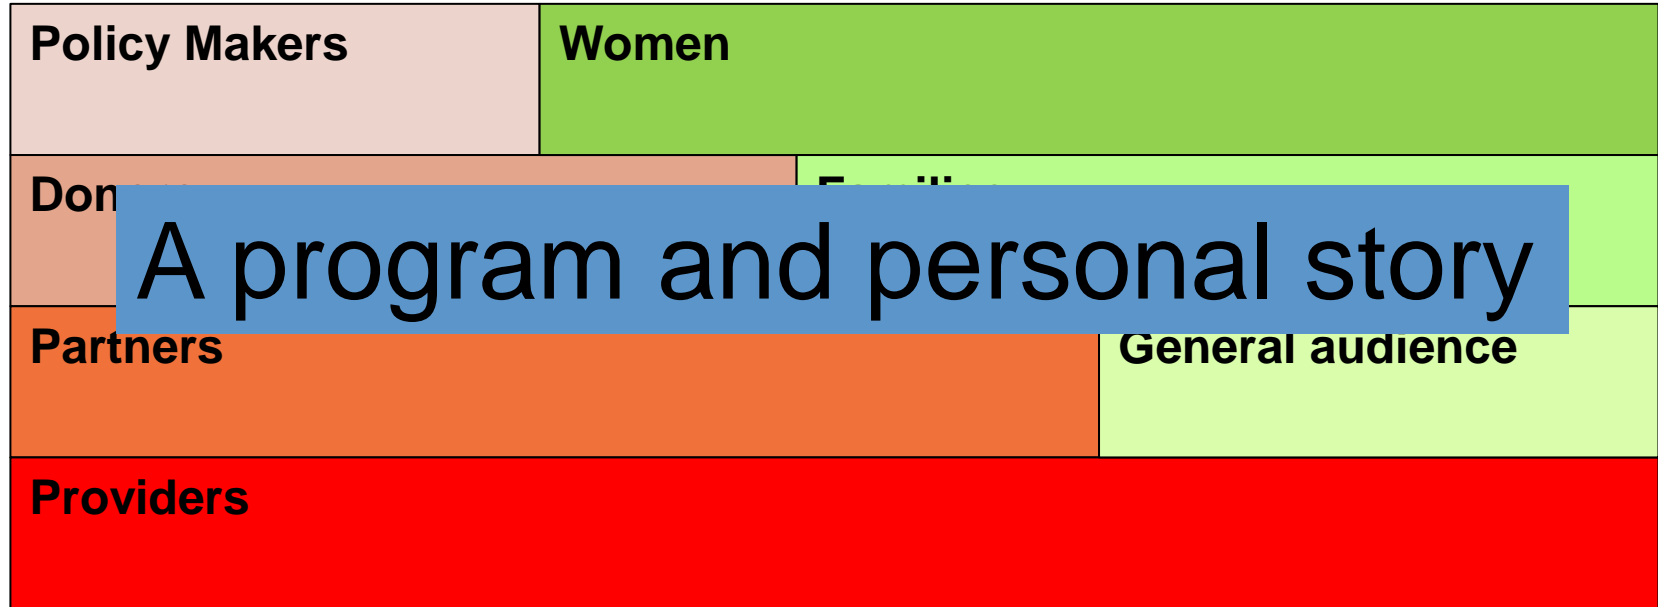 Policy Makers
Women
A program and personal story
Partners
General audience
Providers